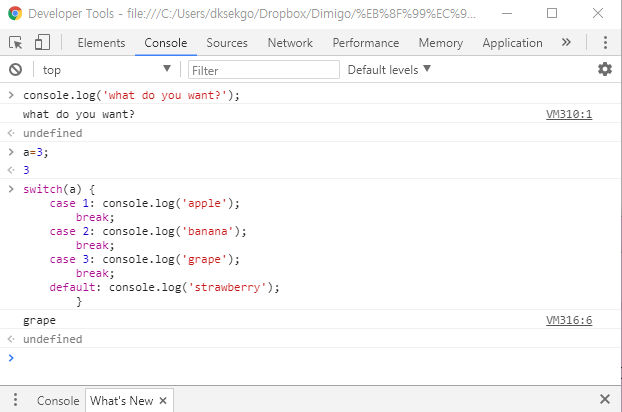 Developer Tools - file:///C:/Users/dksekgo/Dropbox/Dimigo/%EB%8F%99%EC%9...
Elements Console Sources Network Performance Memory Application »
top ▼ Filter Default levels ▼
> console.log('what do you want?');
what do you want? VM310:1
undefined
> a=3;
3
> switch(a) {
case 1: console.log('apple');
break;
case 2: console.log('banana');
break;
case 3: console.log('grape');
break;
default: console.log('strawberry');
}
grape VM316:6
undefined
>
Console What's New ×